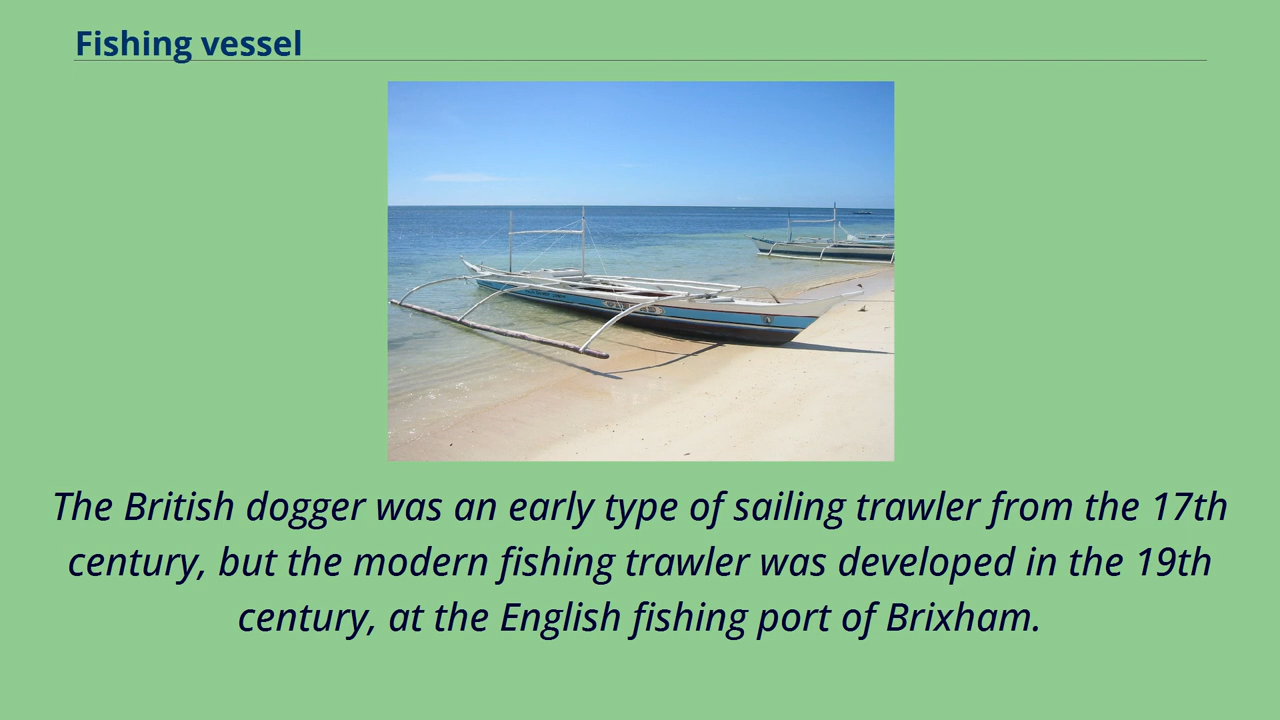 Fishing vessel
The British dogger was an early type of sailing trawler from the 17th
century, but the modern fishing trawler was developed in the 19th
century, at the English fishing port of Brixham.